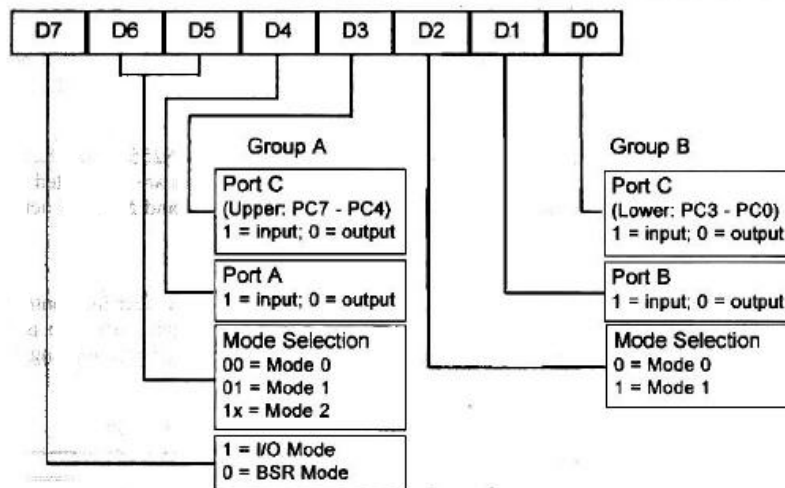 D7 D6 D5 D4 D3 D2 D1 D0
Group A
Port C
(Upper: PC7 - PC4)
1 = input; 0 = output
Port A
1 = input; 0 = output
Mode Selection
00 = Mode 0
01 = Mode 1
1x = Mode 2
1 = I/O Mode
0 = BSR Mode
Group B
Port C
(Lower: PC3 - PC0)
1 = input; 0 = output
Port B
1 = input; 0 = output
Mode Selection
0 = Mode 0
1 = Mode 1